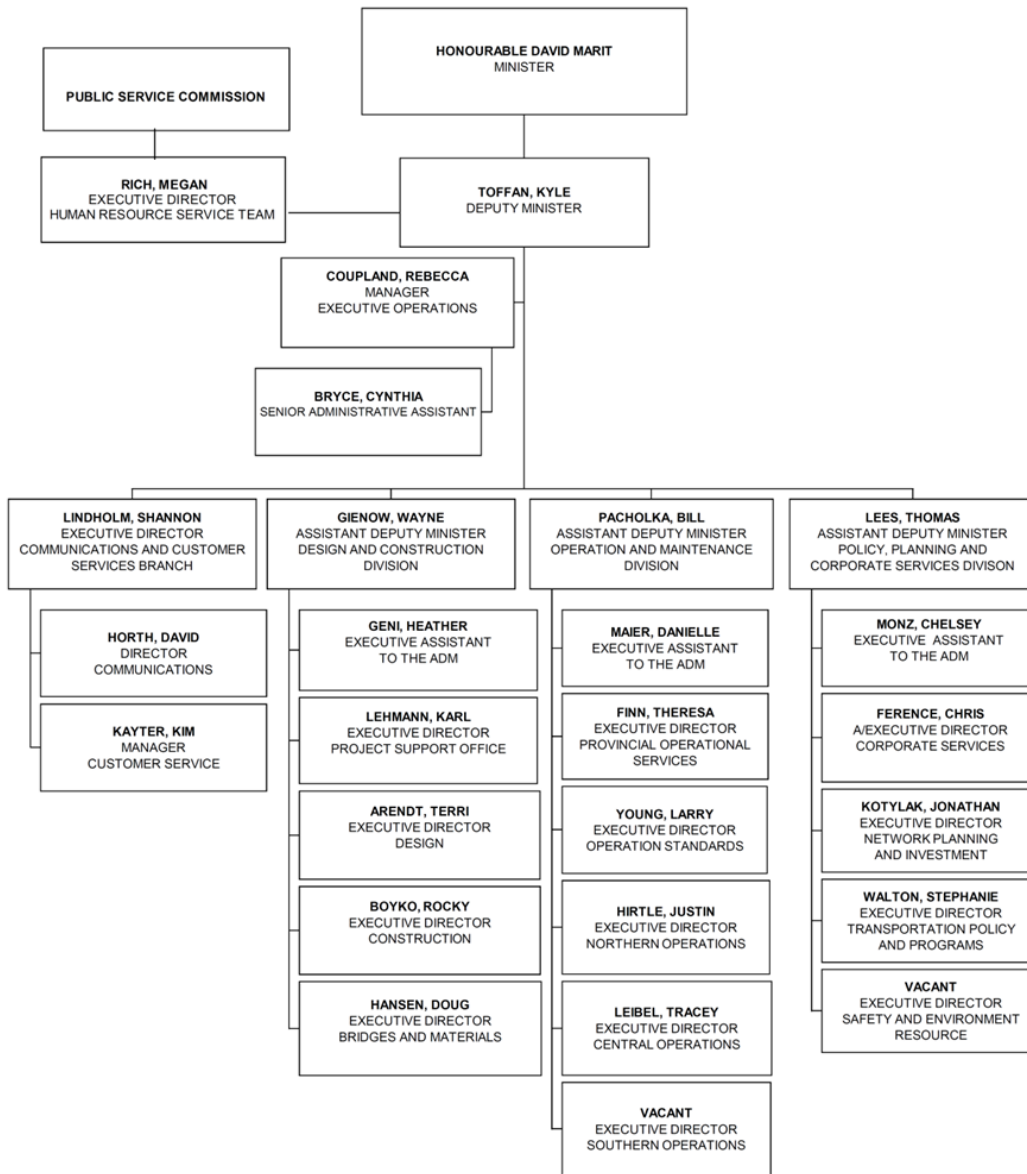 HONOURABLE DAVID MARIT
MINISTER
PUBLIC SERVICE COMMISSION
RICH, MEGAN
EXECUTIVE DIRECTOR
HUMAN RESOURCE SERVICE TEAM
TOFFAN, KYLE
DEPUTY MINISTER
COUPLAND, REBECCA
MANAGER
EXECUTIVE OPERATIONS
BRYCE, CYNTHIA
SENIOR ADMINISTRATIVE ASSISTANT
LINDHOLM, SHANNON
EXECUTIVE DIRECTOR
COMMUNICATIONS AND CUSTOMER
SERVICES BRANCH
HORTH, DAVID
DIRECTOR
COMMUNICATIONS
KAYTER, KIM
MANAGER
CUSTOMER SERVICE
GIENOW, WAYNE
ASSISTANT DEPUTY MINISTER
DESIGN AND CONSTRUCTION
DIVISION
GENI, HEATHER
EXECUTIVE ASSISTANT
TO THE ADM
LEHMANN, KARL
EXECUTIVE DIRECTOR
PROJECT SUPPORT OFFICE
ARENDT, TERRI
EXECUTIVE DIRECTOR
DESIGN
BOYKO, ROCKY
EXECUTIVE DIRECTOR
CONSTRUCTION
HANSEN, DOUG
EXECUTIVE DIRECTOR
BRIDGES AND MATERIALS
PACHOLKA, BILL
ASSISTANT DEPUTY MINISTER
OPERATION AND MAINTENANCE
DIVISION
MAIER, DANIELLE
EXECUTIVE ASSISTANT
TO THE ADM
FINN, THERESA
EXECUTIVE DIRECTOR
PROVINCIAL OPERATIONAL
SERVICES
YOUNG, LARRY
EXECUTIVE DIRECTOR
OPERATION STANDARDS
HIRTLE, JUSTIN
EXECUTIVE DIRECTOR
NORTHERN OPERATIONS
LEIBEL, TRACEY
EXECUTIVE DIRECTOR
CENTRAL OPERATIONS
VACANT
EXECUTIVE DIRECTOR
SOUTHERN OPERATIONS
LEES, THOMAS
ASSISTANT DEPUTY MINISTER
POLICY, PLANNING AND
CORPORATE SERVICES DIVISON
MONZ, CHELSEY
EXECUTIVE ASSISTANT
TO THE ADM
FERENCE, CHRIS
A/EXECUTIVE DIRECTOR
CORPORATE SERVICES
KOTYLAK, JONATHAN
EXECUTIVE DIRECTOR
NETWORK PLANNING
AND INVESTMENT
WALTON, STEPHANIE
EXECUTIVE DIRECTOR
TRANSPORTATION POLICY
AND PROGRAMS
VACANT
EXECUTIVE DIRECTOR
SAFETY AND ENVIRONMENT
RESOURCE